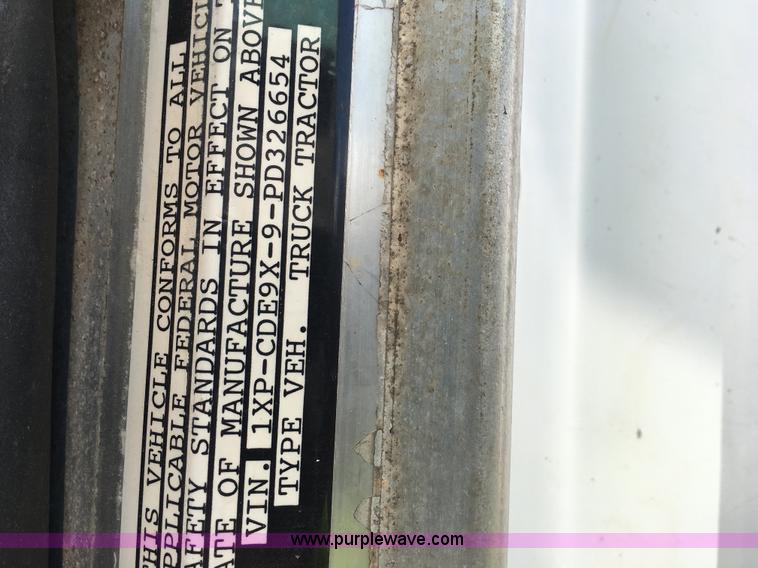 THIS VEHICLE CONFORMS TO ALL
APPLICABLE FEDERAL MOTOR VEHICLE
SAFETY STANDARDS IN EFFECT ON
DATE OF MANUFACTURE SHOWN ABOVE
VIN. 1XP-CDE9X-9-PD326654
TYPE VEH. TRUCK TRACTOR
www.purplewave.com